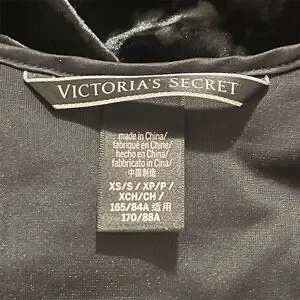 VICTORIA'S SECRET
made in China/
fabriqué en Chine/
hecho en China/
fabbricato in Cina/
中国制造
XS/S / XP/P /
XCH/CH /
165/84A 适用
170/88A